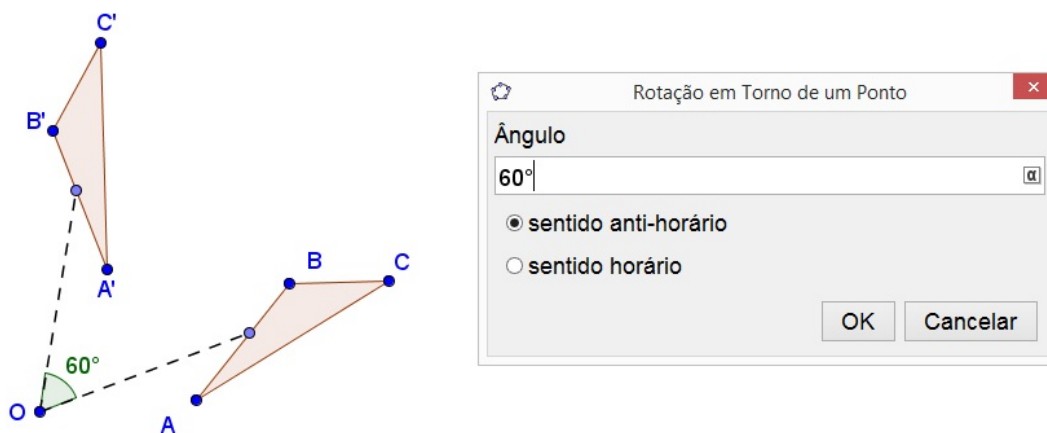 C'
B'
A'
60°
O
A
B
C
Rotação em Torno de um Ponto
Ângulo
60°
α
sentido anti-horário
sentido horário
OK Cancelar